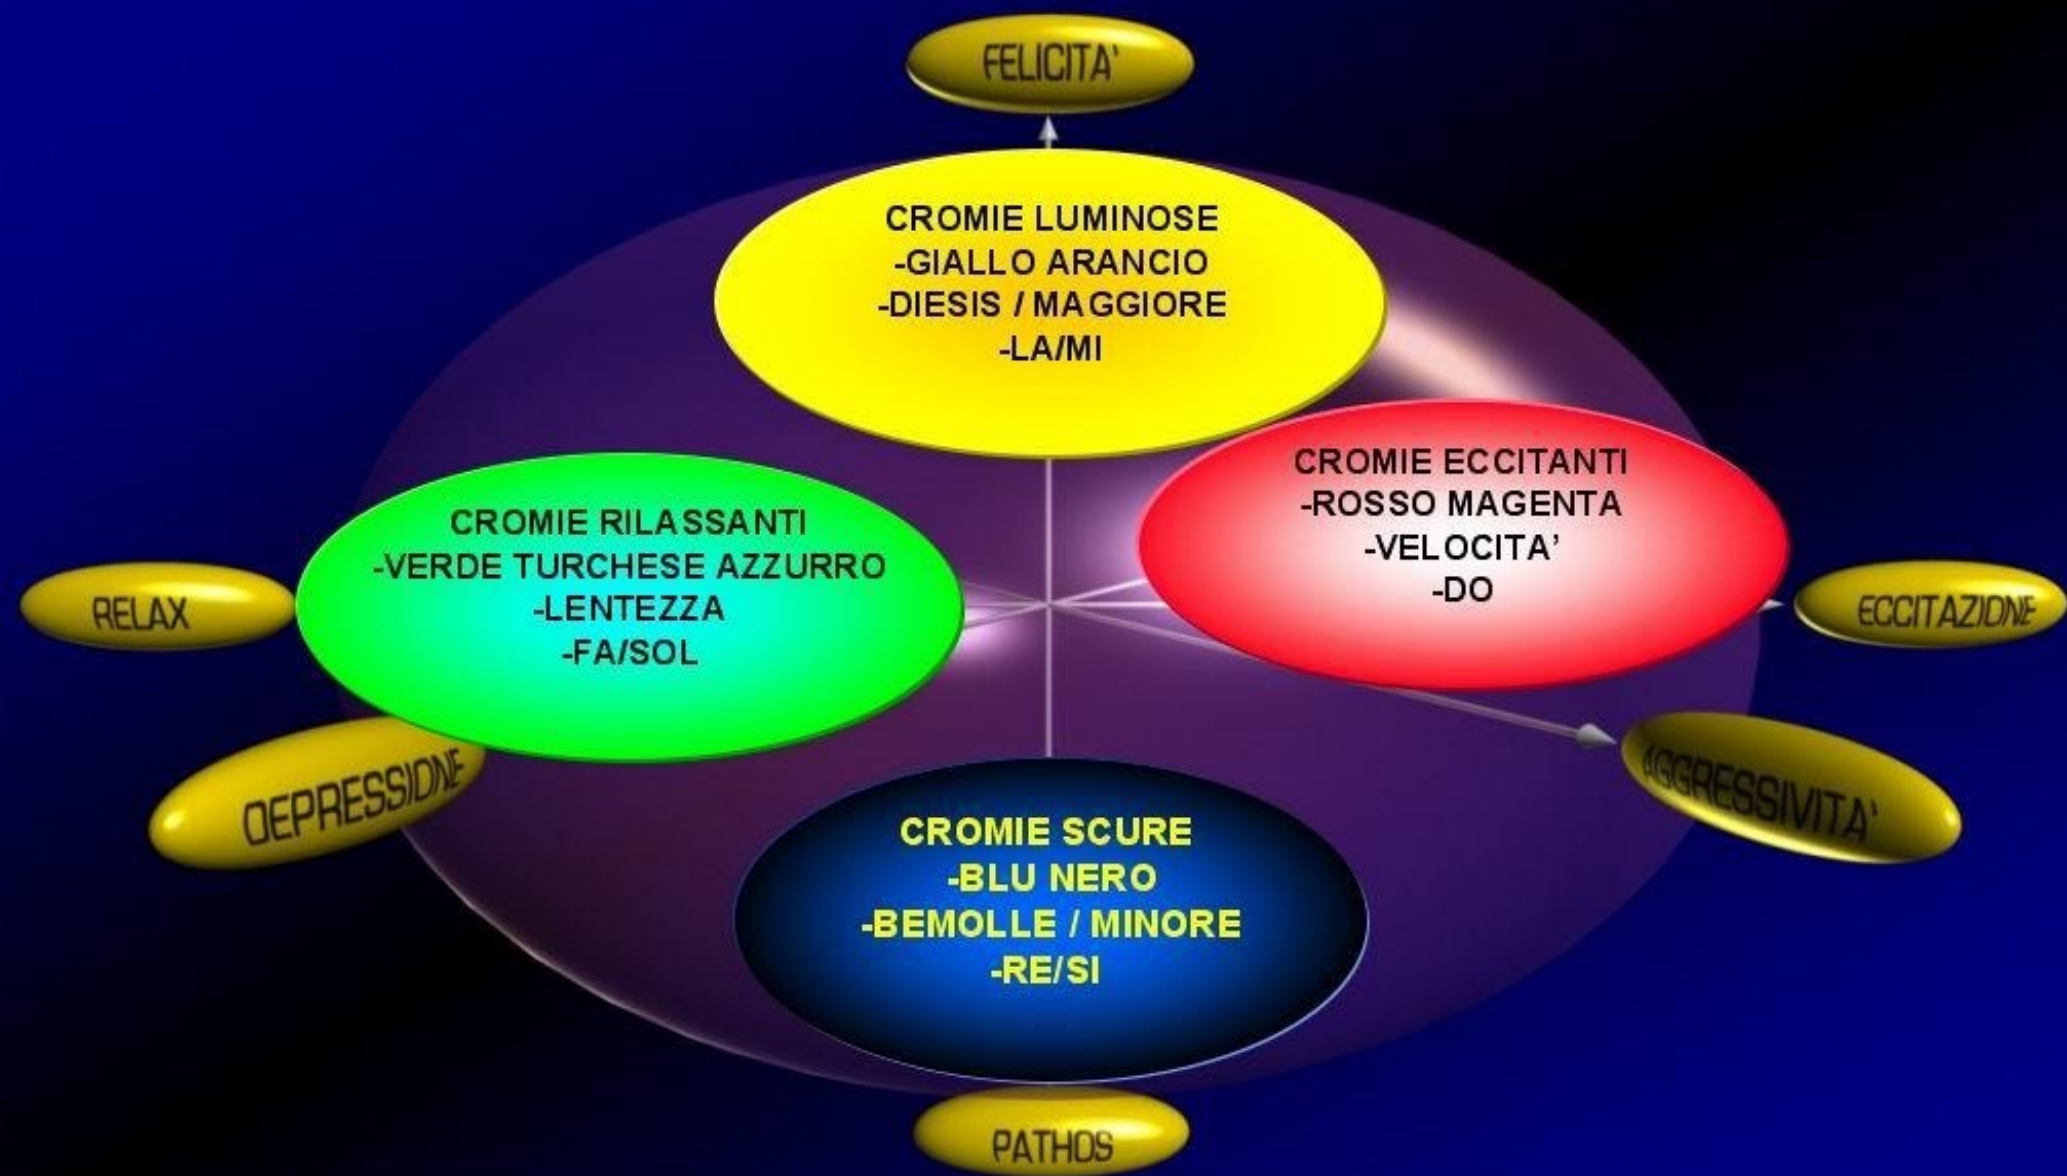 FELICITA'
CROMIE LUMINOSE
-GIALLO ARANCIO
-DIESIS / MAGGIORE
-LA/MI
CROMIE ECCITANTI
-ROSSO MAGENTA
-VELOCITA'
-DO
CROMIE RILASSANTI
-VERDE TURCHESE AZZURRO
-LENTEZZA
-FA/SOL
RELAX
ECCITAZIONE
DEPRESSIONE
AGGRESSIVITA'
CROMIE SCURE
-BLU NERO
-BEMOLLE / MINORE
-RE/SI
PATHOS